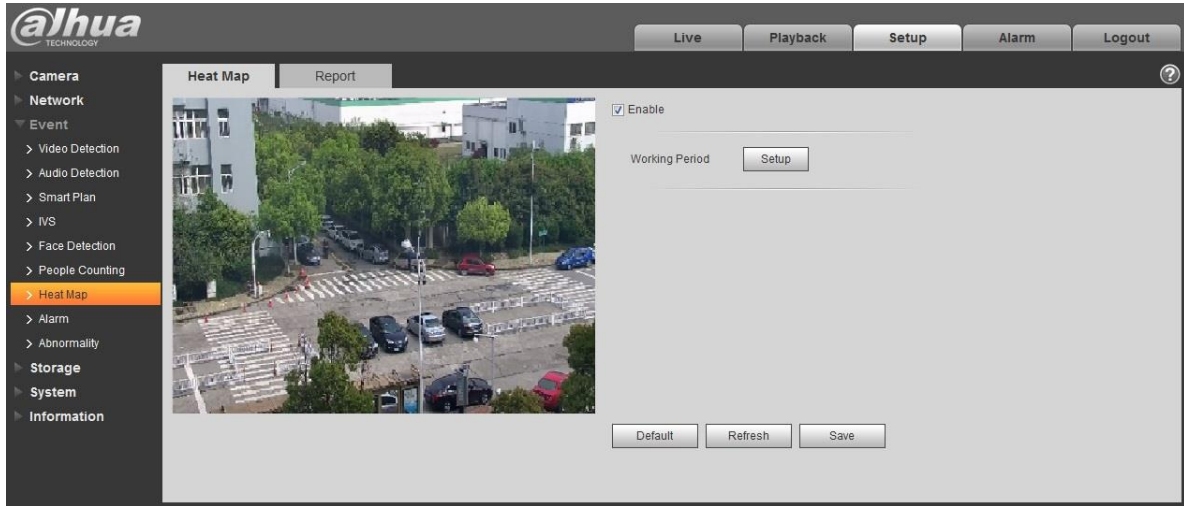 alhua
TECHNOLOGY
Live Playback Setup Alarm Logout
Camera
Network
Event
Video Detection
Audio Detection
Smart Plan
IVS
Face Detection
People Counting
Heat Map
Alarm
Abnormality
Storage
System
Information
Heat Map Report
?
Enable
Working Period Setup
Default Refresh Save